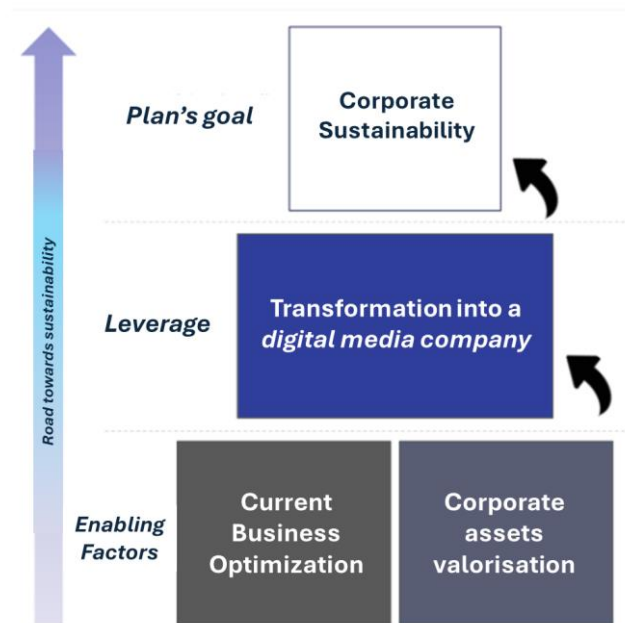 Plan's goal
Corporate
Sustainability
Road towards sustainability
Leverage
Transformation into a
digital media company
Enabling
Factors
Current
Business
Optimization
Corporate
assets
valorisation